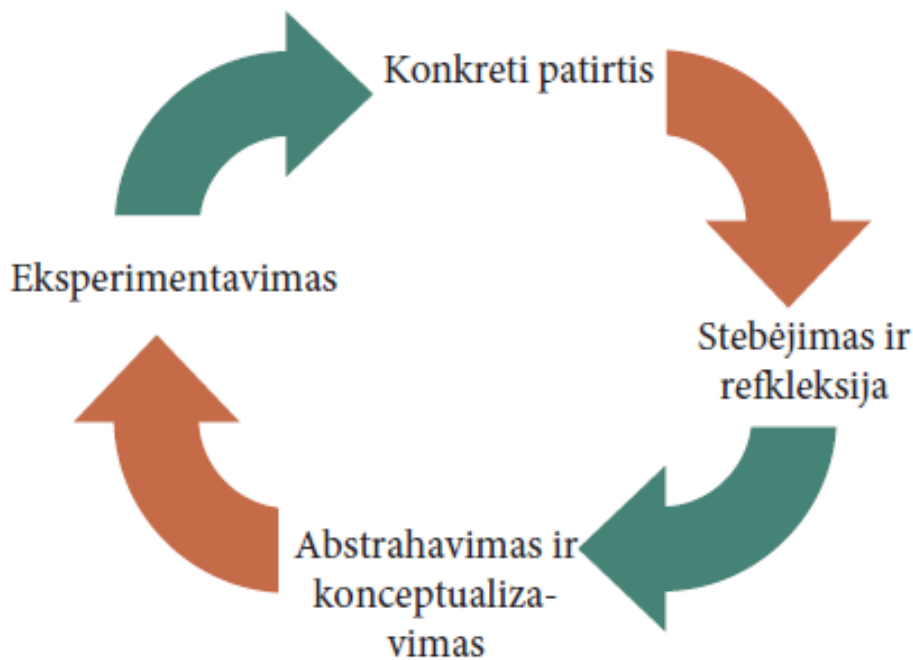 Konkreti patirtis
Eksperimentavimas
Stebėjimas ir
refkleksija
Abstrahavimas ir
konceptualiza-
vimas